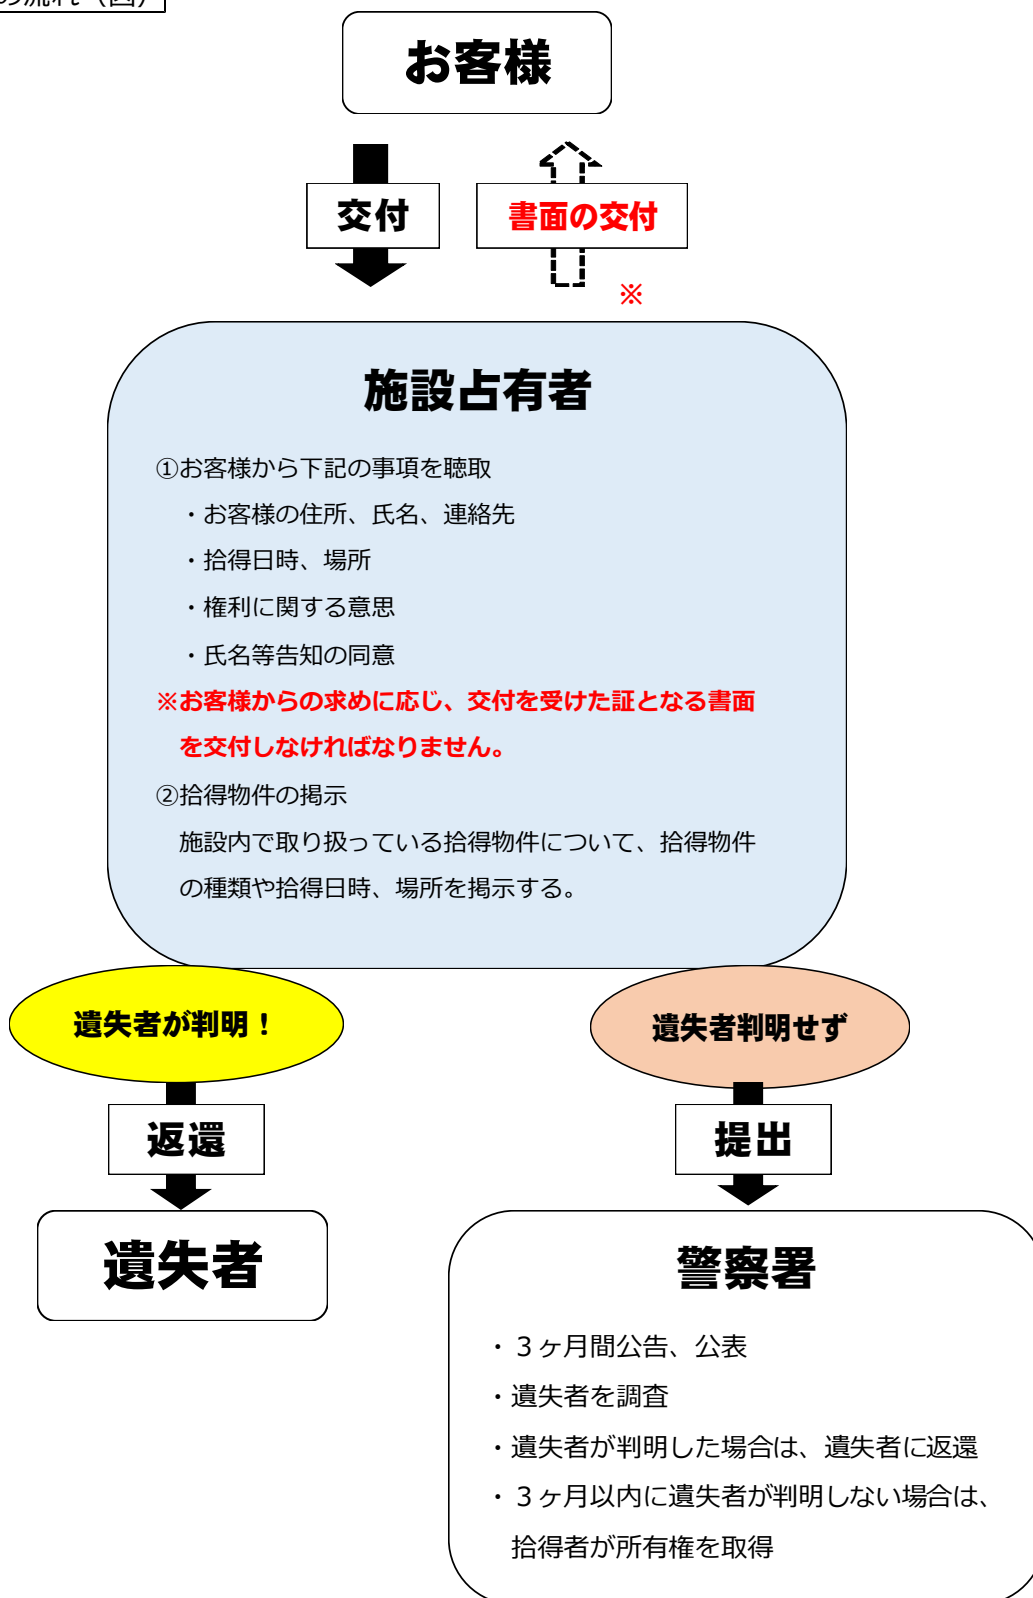 の流れ（図）
お客様
交付
書面の交付
※
施設占有者
①お客様から下記の事項を聴取
・お客様の住所、氏名、連絡先
・拾得日時、場所
・権利に関する意思
・氏名等告知の同意
※お客様からの求めに応じ、交付を受けた証となる書面
を交付しなければなりません。
②拾得物件の掲示
施設内で取り扱っている拾得物件について、拾得物件
の種類や拾得日時、場所を掲示する。
遺失者が判明！
遺失者判明せず
返還
提出
遺失者
警察署
・３ヶ月間公告、公表
・遺失者を調査
・遺失者が判明した場合は、遺失者に返還
・３ヶ月以内に遺失者が判明しない場合は、
拾得者が所有権を取得